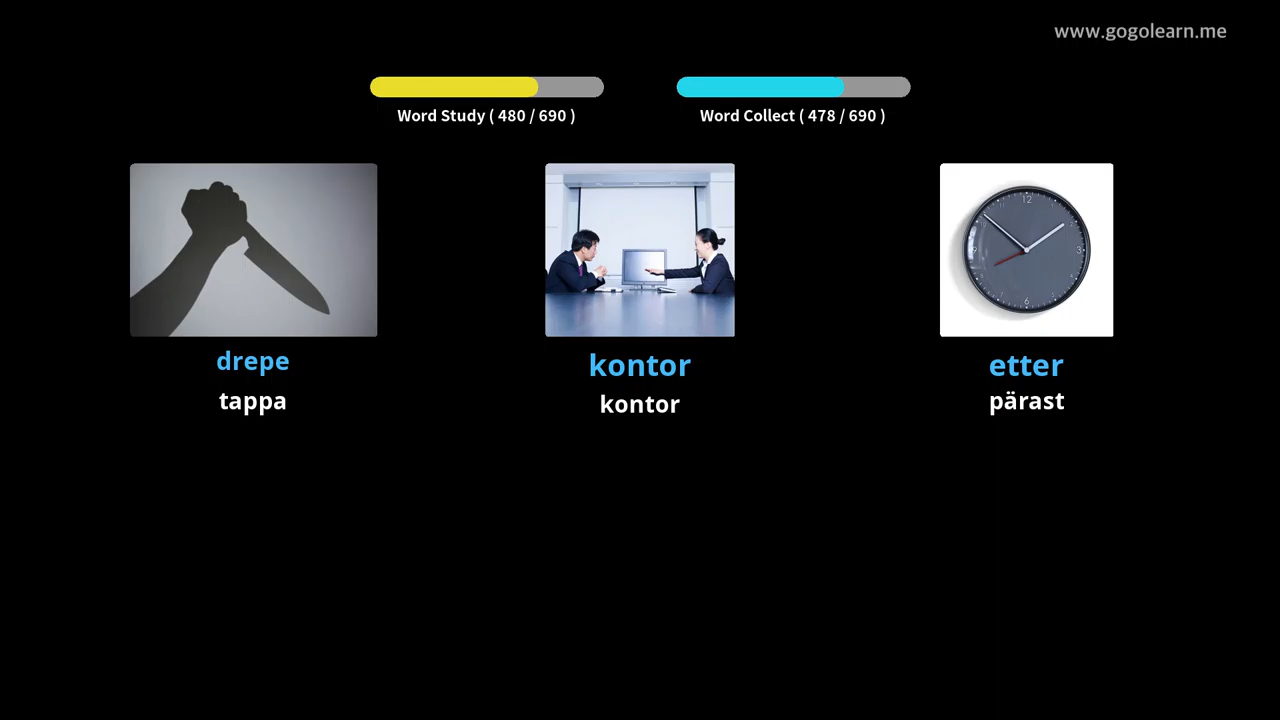 www.gogolearn.me
Word Study ( 480 / 690 )
Word Collect ( 478 / 690 )
drepe
tappa
kontor
kontor
etter
pärast